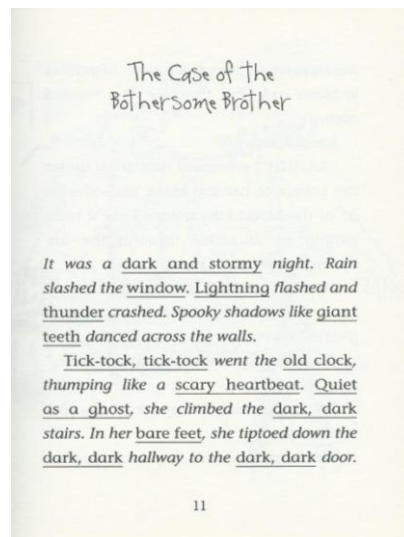 The Case of the
Bothersome Brother
It was a dark and stormy night. Rain
slashed the window. Lightning flashed and
thunder crashed. Spooky shadows like giant
teeth danced across the walls.
Tick-tock, tick-tock went the old clock,
thumping like a scary heartbeat. Quiet
as a ghost, she climbed the dark, dark
stairs. In her bare feet, she tiptoed down the
dark, dark hallway to the dark, dark door.
11